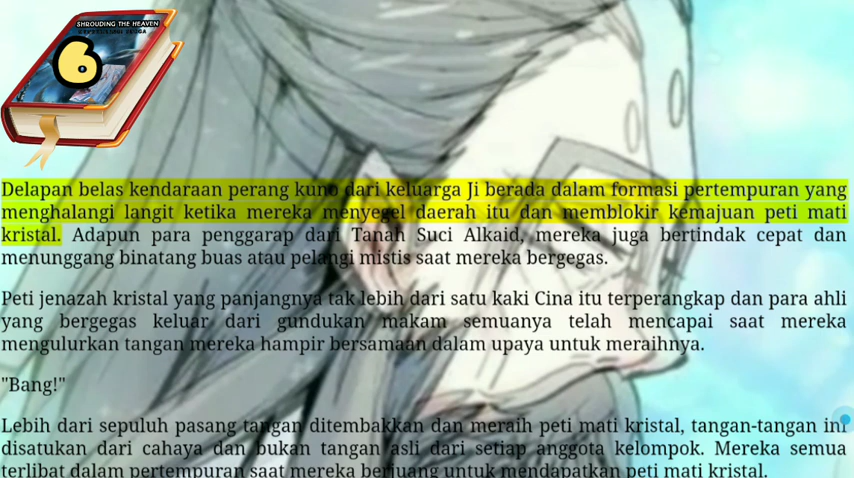 SHROUDING THE HEAVEN
6
Delapan belas kendaraan perang kuno dari keluarga Ji berada dalam formasi pertempuran yang
menghalangi langit ketika mereka menyegel daerah itu dan memblokir kemajuan peti mati
kristal. Adapun para penggarap dari Tanah Suci Alkaid, mereka juga bertindak cepat dan
menunggang binatang buas atau pelangi mistis saat mereka bergegas.
Peti jenazah kristal yang panjangnya tak lebih dari satu kaki Cina itu terperangkap dan para ahli
yang bergegas keluar dari gundukan makam semuanya telah mencapai saat mereka
mengulurkan tangan mereka hampir bersamaan dalam upaya untuk meraihnya.
"Bang!"
Lebih dari sepuluh pasang tangan ditembakkan dan meraih peti mati kristal, tangan-tangan ini
disatukan dari cahaya dan bukan tangan asli dari setiap anggota kelompok. Mereka semua
terlibat dalam pertempuran saat mereka berjuang untuk mendapatkan peti mati kristal.